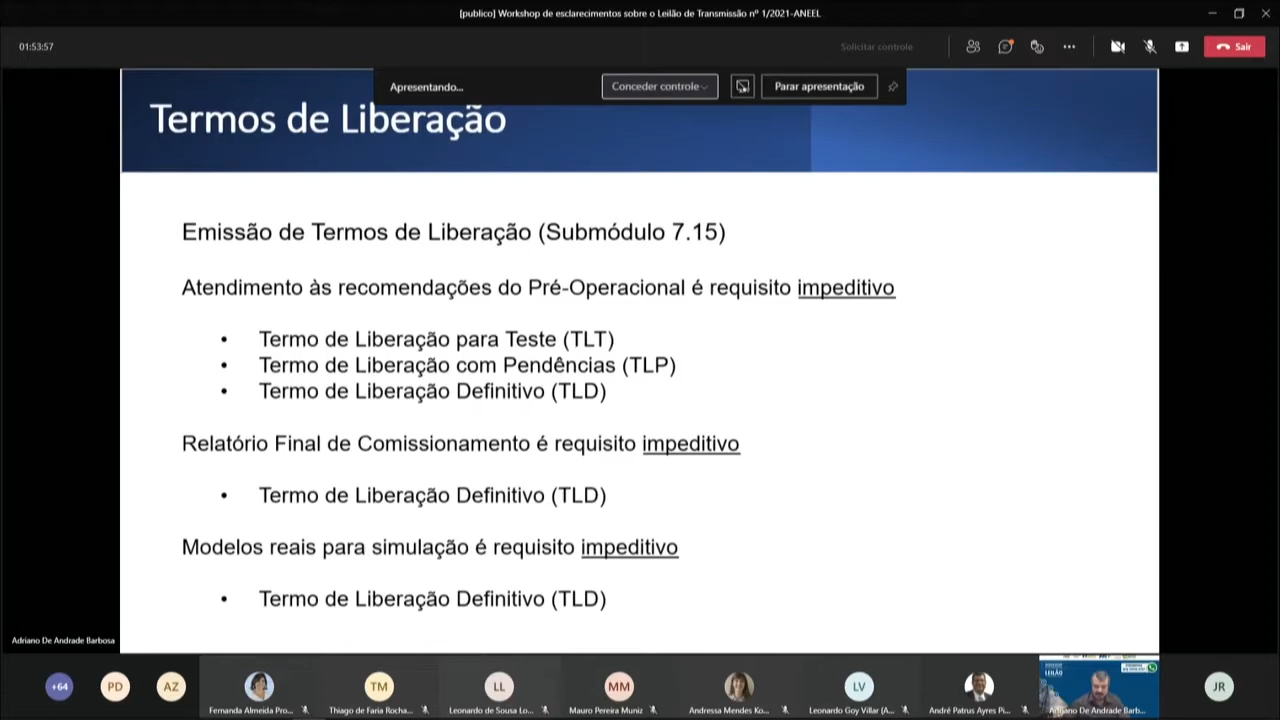 [publico] Workshop de esclarecimentos sobre o Leilão de Transmissão nº 1/2021-ANEEL
01:53:57
Solicitar controle
Sair
Apresentando...
Conceder controle
Parar apresentação
Termos de Liberação
Emissão de Termos de Liberação (Submódulo 7.15)
Atendimento às recomendações do Pré-Operacional é requisito impeditivo
• Termo de Liberação para Teste (TLT)
• Termo de Liberação com Pendências (TLP)
• Termo de Liberação Definitivo (TLD)
Relatório Final de Comissionamento é requisito impeditivo
• Termo de Liberação Definitivo (TLD)
Modelos reais para simulação é requisito impeditivo
• Termo de Liberação Definitivo (TLD)
Adriano De Andrade Barbosa
+64
PD
AZ
Fernanda Almeida Pro...
TM
Thiago de Faria Rocha...
LL
Leonardo de Sousa Lo...
MM
Mauro Pereira Muniz
Andressa Mendes Ko...
LV
Leonardo Goy Villar (A...
André Patrus Ayres Pi...
LEILÃO
Adriano De Andrade Barb...
JR